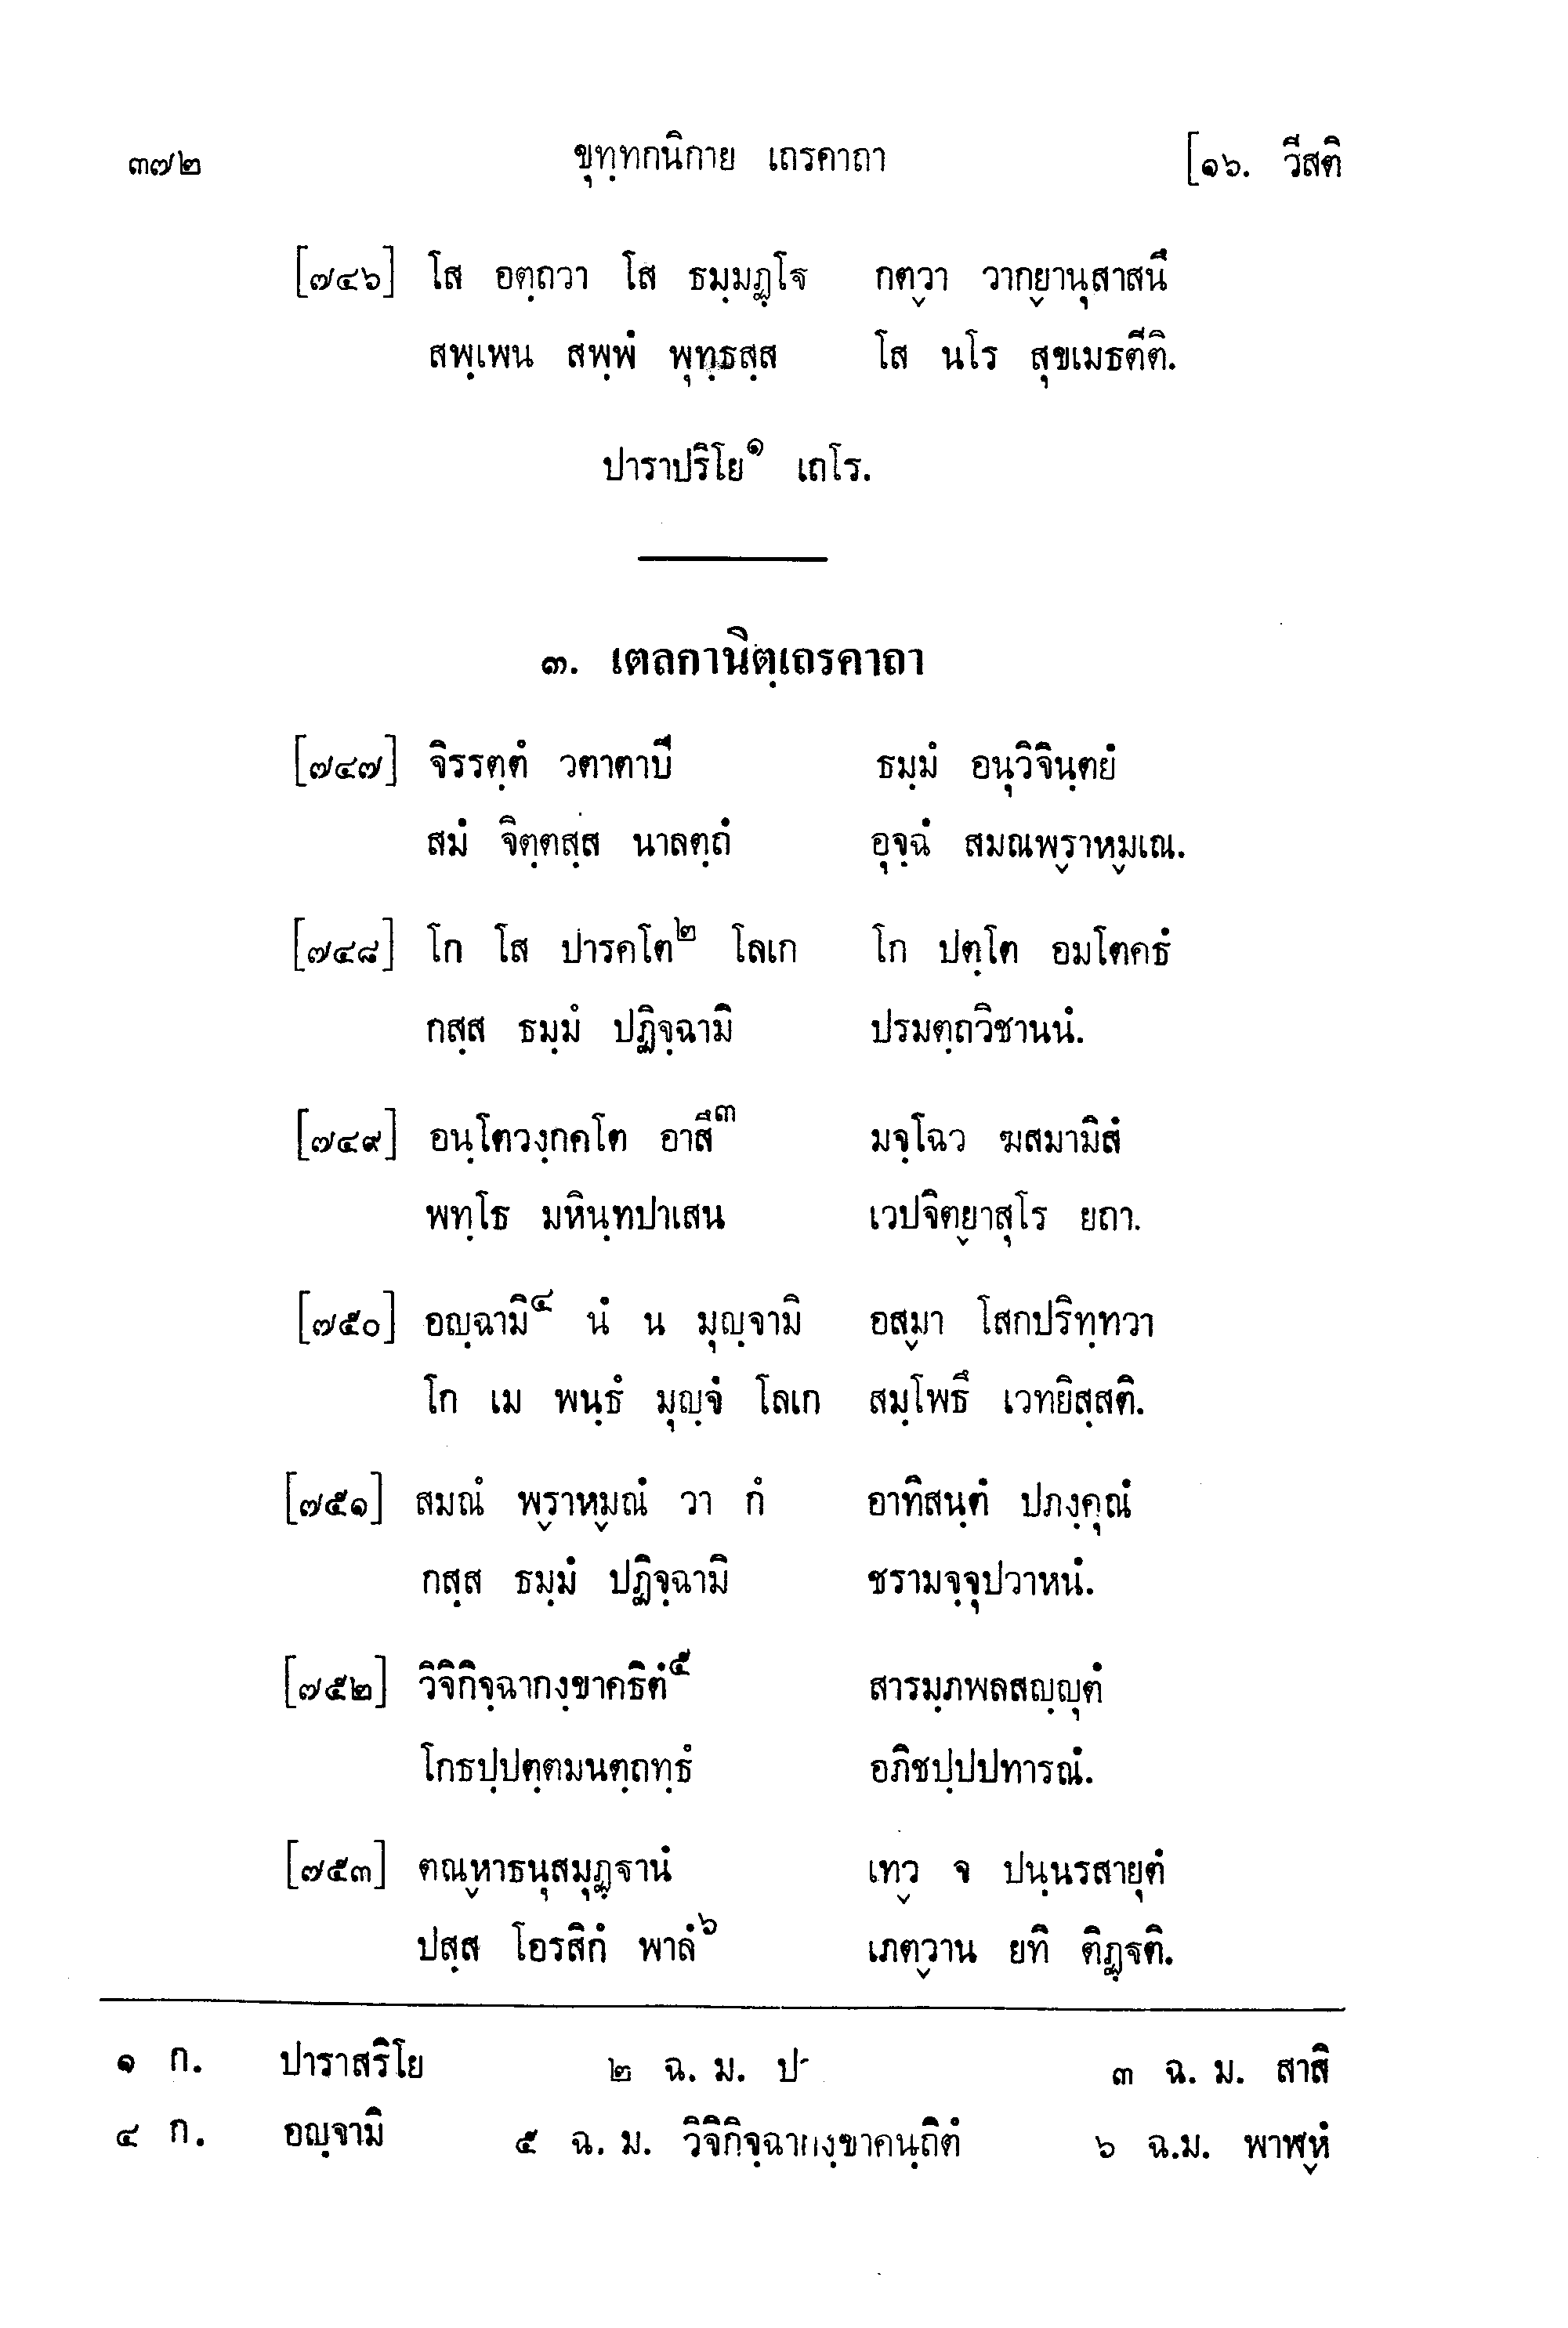 ๓๗๒ ขุทฺทกนิกาย เถรคาถา [๑๖. วีสติ
[๗๔๖] โส อตฺถวา โส ธมฺมฏฺโฐ กตฺวา วากฺยานุสาสนึ
สพฺเพน สพฺพํ พุทฺธสฺส โส นโร สุขเมธตีติ.
ปาราปริโย๑ เถโร.
๓. เตลกานิตฺเถรคาถา
[๗๔๗] จิรรตฺตํ วตาตาปี ธมฺมํ อนุวิจินฺตยํ
สมํ จิตฺตสฺส นาลตฺถํ อุจฺฉํ สมณพฺราหฺมเณ.
[๗๔๘] โก โส ปารคโต๒ โลเก โก ปตฺโต อมโตคธํ
กสฺส ธมฺมํ ปฏิจฺฉามิ ปรมตฺถวิชานนํ.
[๗๔๙] อนฺโตวงฺกคโต อาสึ๓ มจฺโฉว ฆสมามิสํ
พทฺโธ มหินฺทปาเสน เวปจิตฺยาสุโร ยถา.
[๗๕๐] อญฺฉามิ๔ นํ น มุญฺจามิ อสฺมา โสกปริทฺทวา
โก เม พนฺธํ มุญฺจํ โลเก สมฺโพธึ เวทยิสฺสติ.
[๗๕๑] สมณํ พฺราหฺมณํ วา กํ อาทิสนฺตํ ปภงฺคุณํ
กสฺส ธมฺมํ ปฏิจฺฉามิ ชรามจฺจุปวาหนํ.
[๗๕๒] วิจิกิจฺฉากงฺขาคธิตํ๕ สารมฺภพลสญฺญุตํ
โกธปฺปตฺตมนตฺถทฺธํ อภิชปฺปปทารณํ.
[๗๕๓] ตณฺหาธนุสมุฏฺฐานํ เทฺว จ ปนฺนรสายุตํ
ปสฺส โอรสิกํ พาลํ๖ เภตฺวาน ยทิ ติฏฺฐติ.
๑ ก. ปาราสริโย ๒ ฉ. ม. ๓ ฉ. ม. สาสิ
๔ ก. อญฺจามิ ๕ ฉ. ม. วิจิกิจฺฉากงฺขาคนฺถิตํ ๖ ฉ.ม. พาฬฺหํ